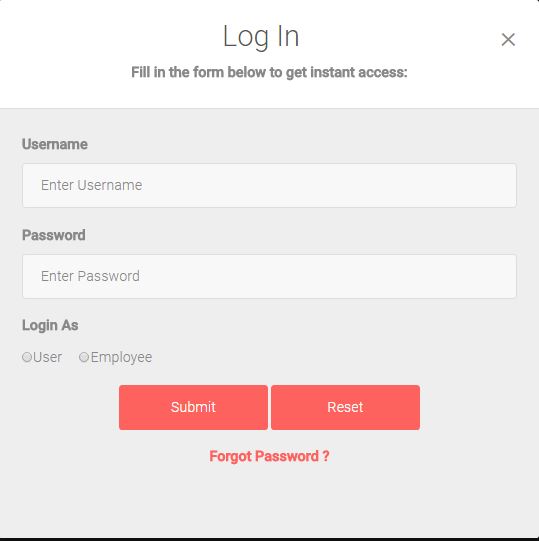 Log In
Fill in the form below to get instant access:
Username
Enter Username
Password
Enter Password
Login As
User Employee
Submit Reset
Forgot Password ?